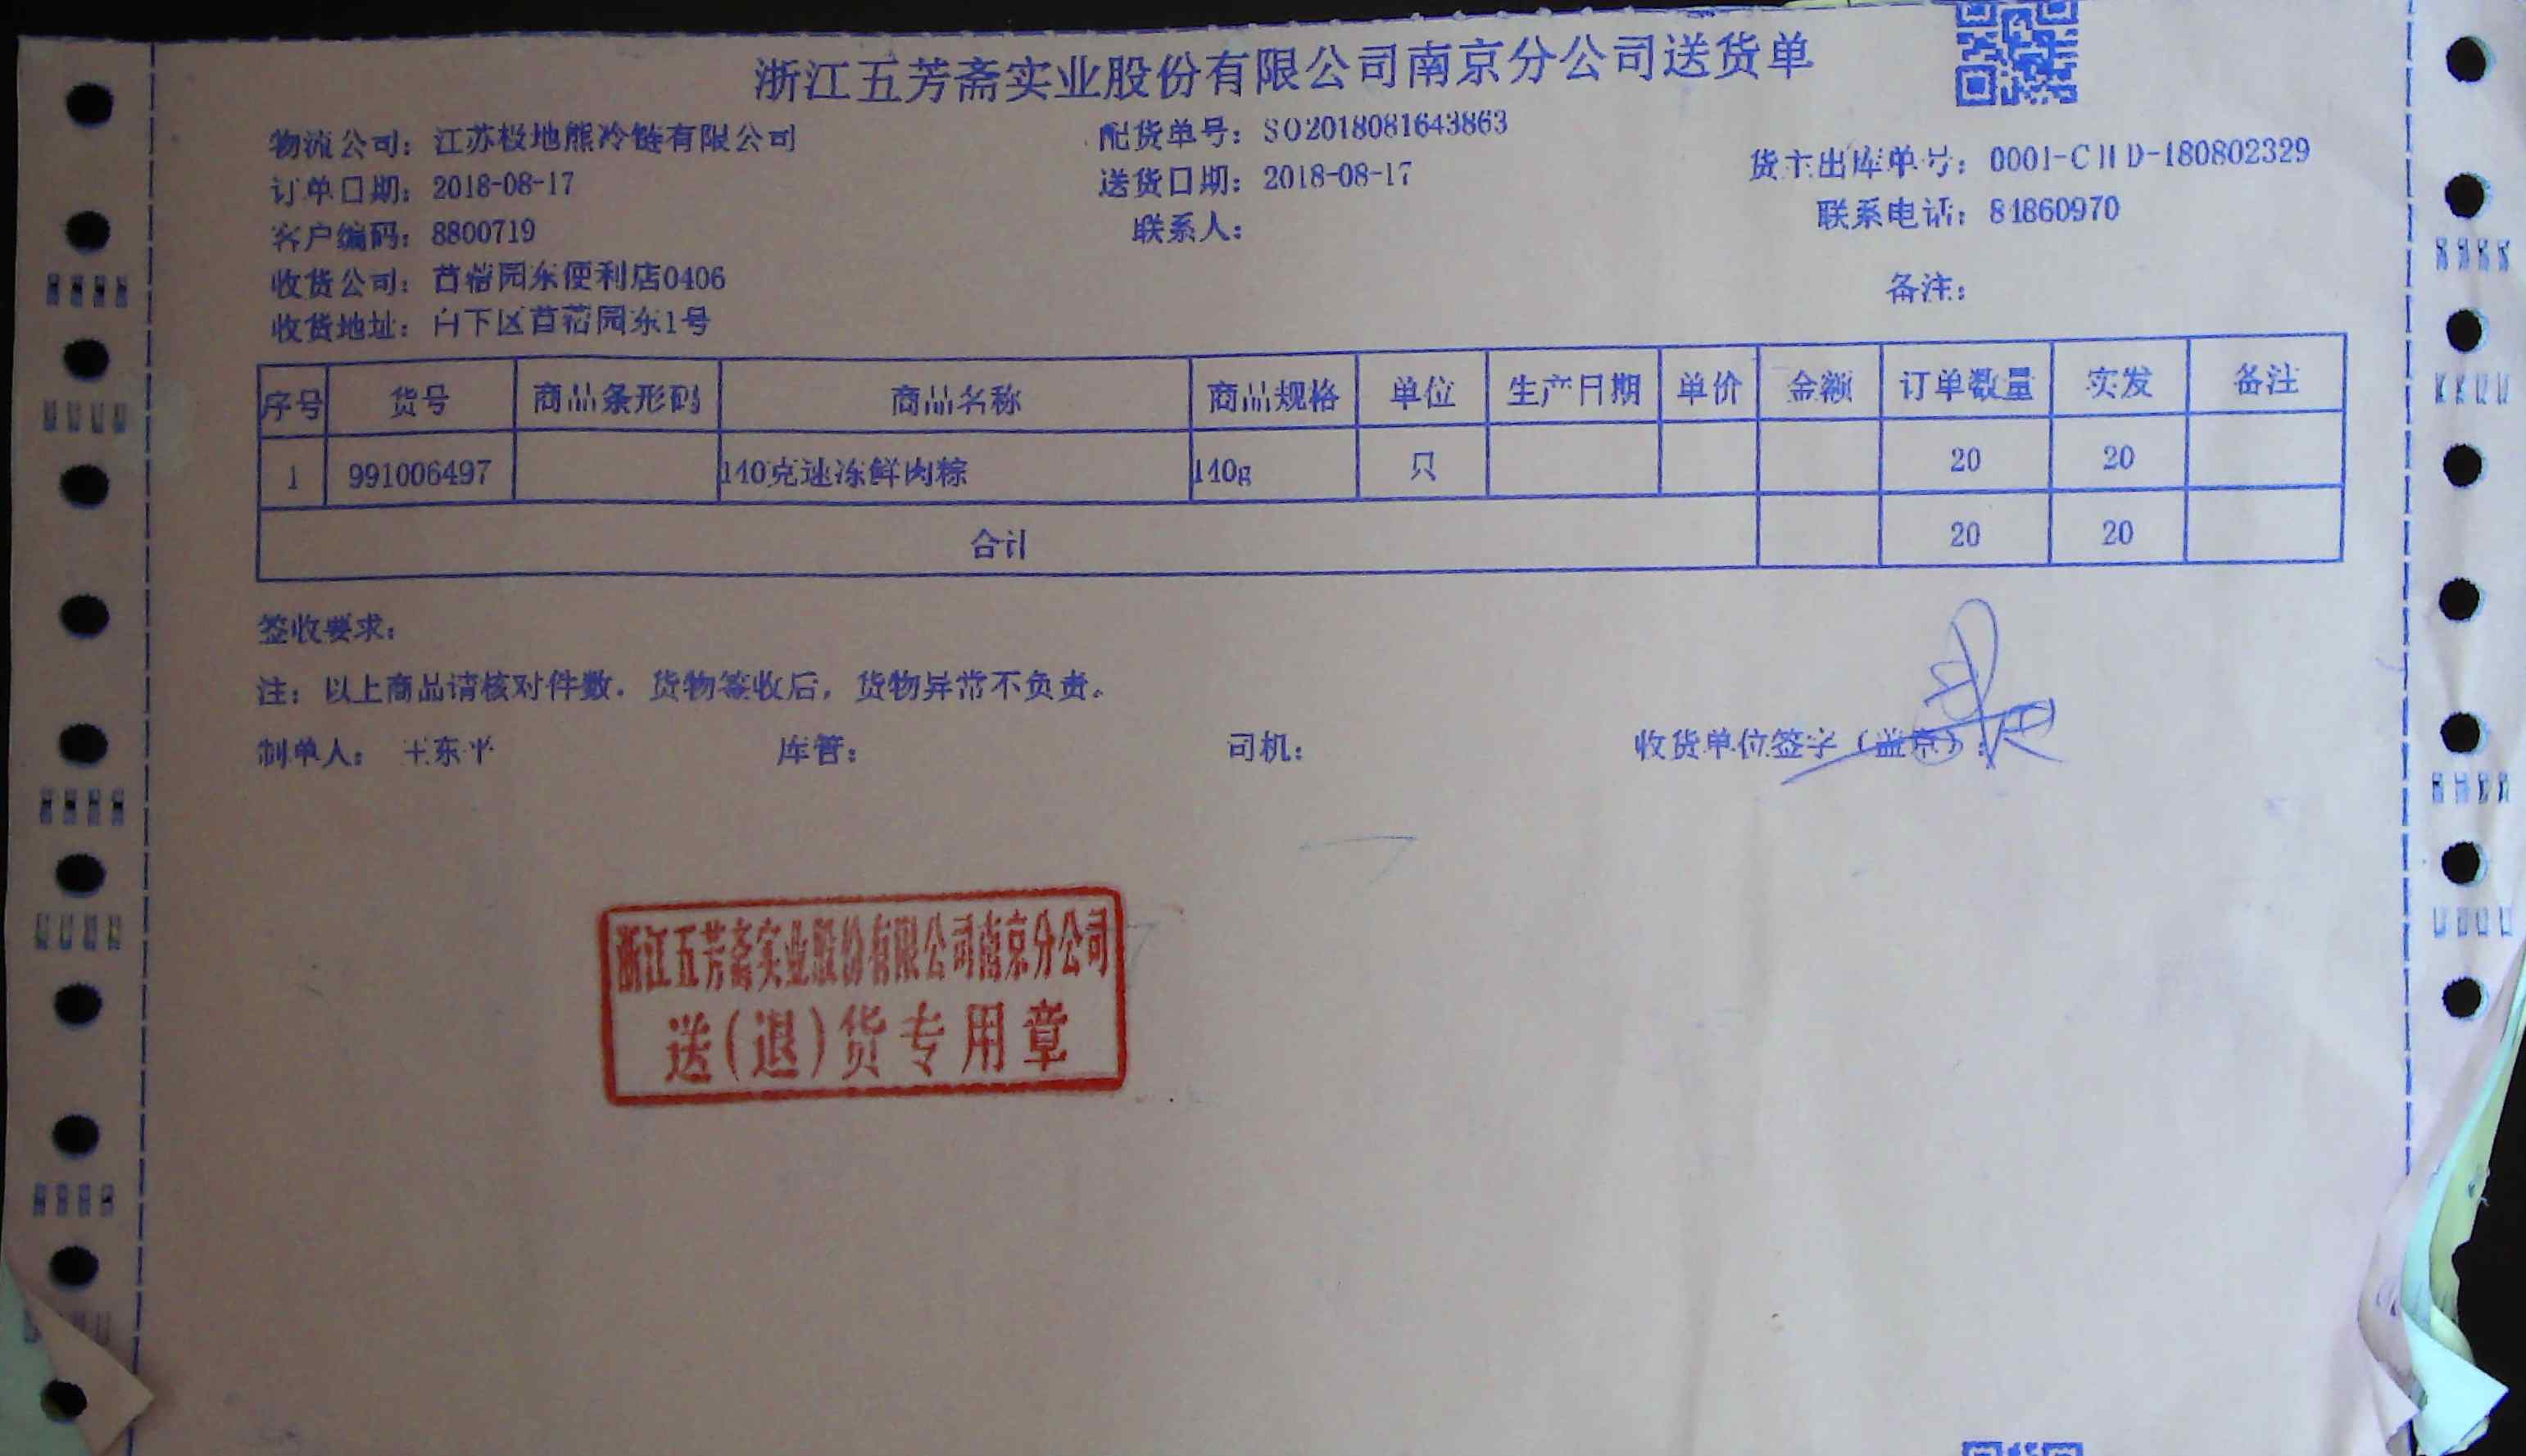 浙江五芳斋实业股份有限公司南京分公司送货单
物流公司：江苏极地熊冷链有限公司 配货单号：SO2018081643863
货主出库单号：0001-CHD-180802329
订单日期：2018-08-17 送货日期：2018-08-17
客户编码：8800719 联系人： 联系电话：84860970
收货公司：苜蓿园东便利店0406 备注：
收货地址：白下区苜蓿园东1号
序号 货号 商品条形码 商品名称 商品规格 单位 生产日期 单价 金额 订单数量 实发 备注
1 991006497 140克速冻鲜肉粽 140g 只 20 20
合计 20 20
签收要求：
注：以上商品请核对件数．货物签收后，货物异常不负责。
制单人： 王东平 库管： 司机： 收货单位签字（盖章）：
浙江五芳斋实业股份有限公司南京分公司
送(退)货专用章